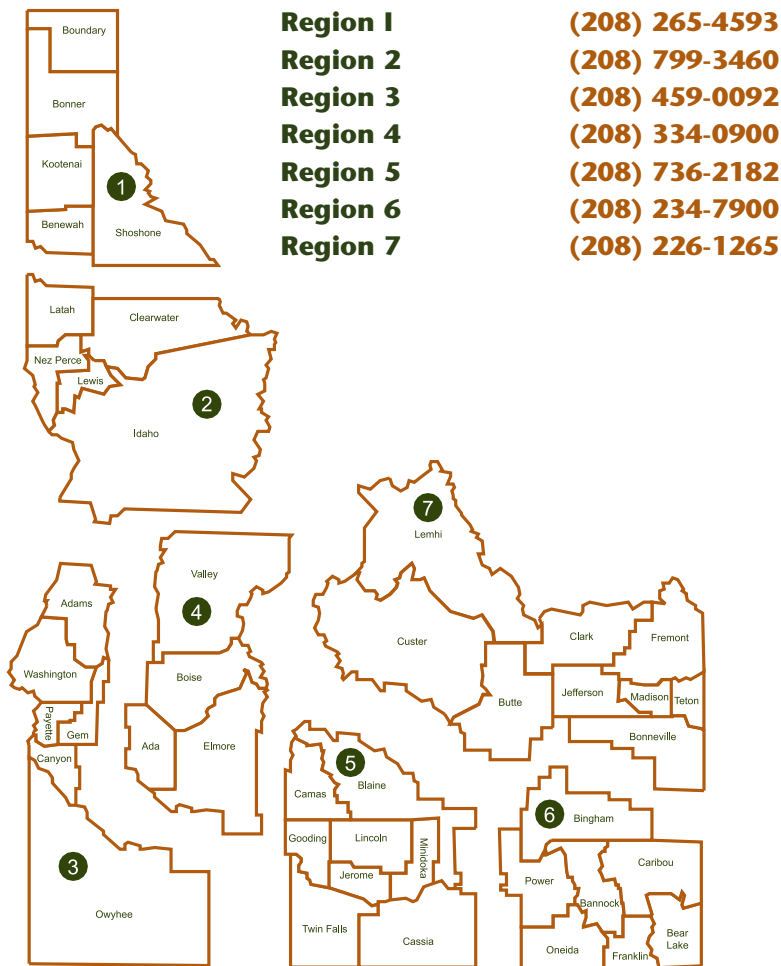 Region I (208) 265-4593
Region 2 (208) 799-3460
Region 3 (208) 459-0092
Region 4 (208) 334-0900
Region 5 (208) 736-2182
Region 6 (208) 234-7900
Region 7 (208) 226-1265
Boundary
Bonner
Kootenai
1
Benewah
Shoshone
Latah
Clearwater
Nez Perce
Lewis
2
Idaho
7
Lemhi
Valley
4
Adams
Washington
Boise
Payette
Gem
Ada
Elmore
Canyon
3
Owyhee
Custer
Clark
Fremont
Butte
Jefferson
Madison
Teton
Bonneville
5
Camas
Blaine
Gooding
Lincoln
Minidoka
Jerome
Twin Falls
Cassia
6
Bingham
Caribou
Power
Bannock
Oneida
Franklin
Bear
Lake